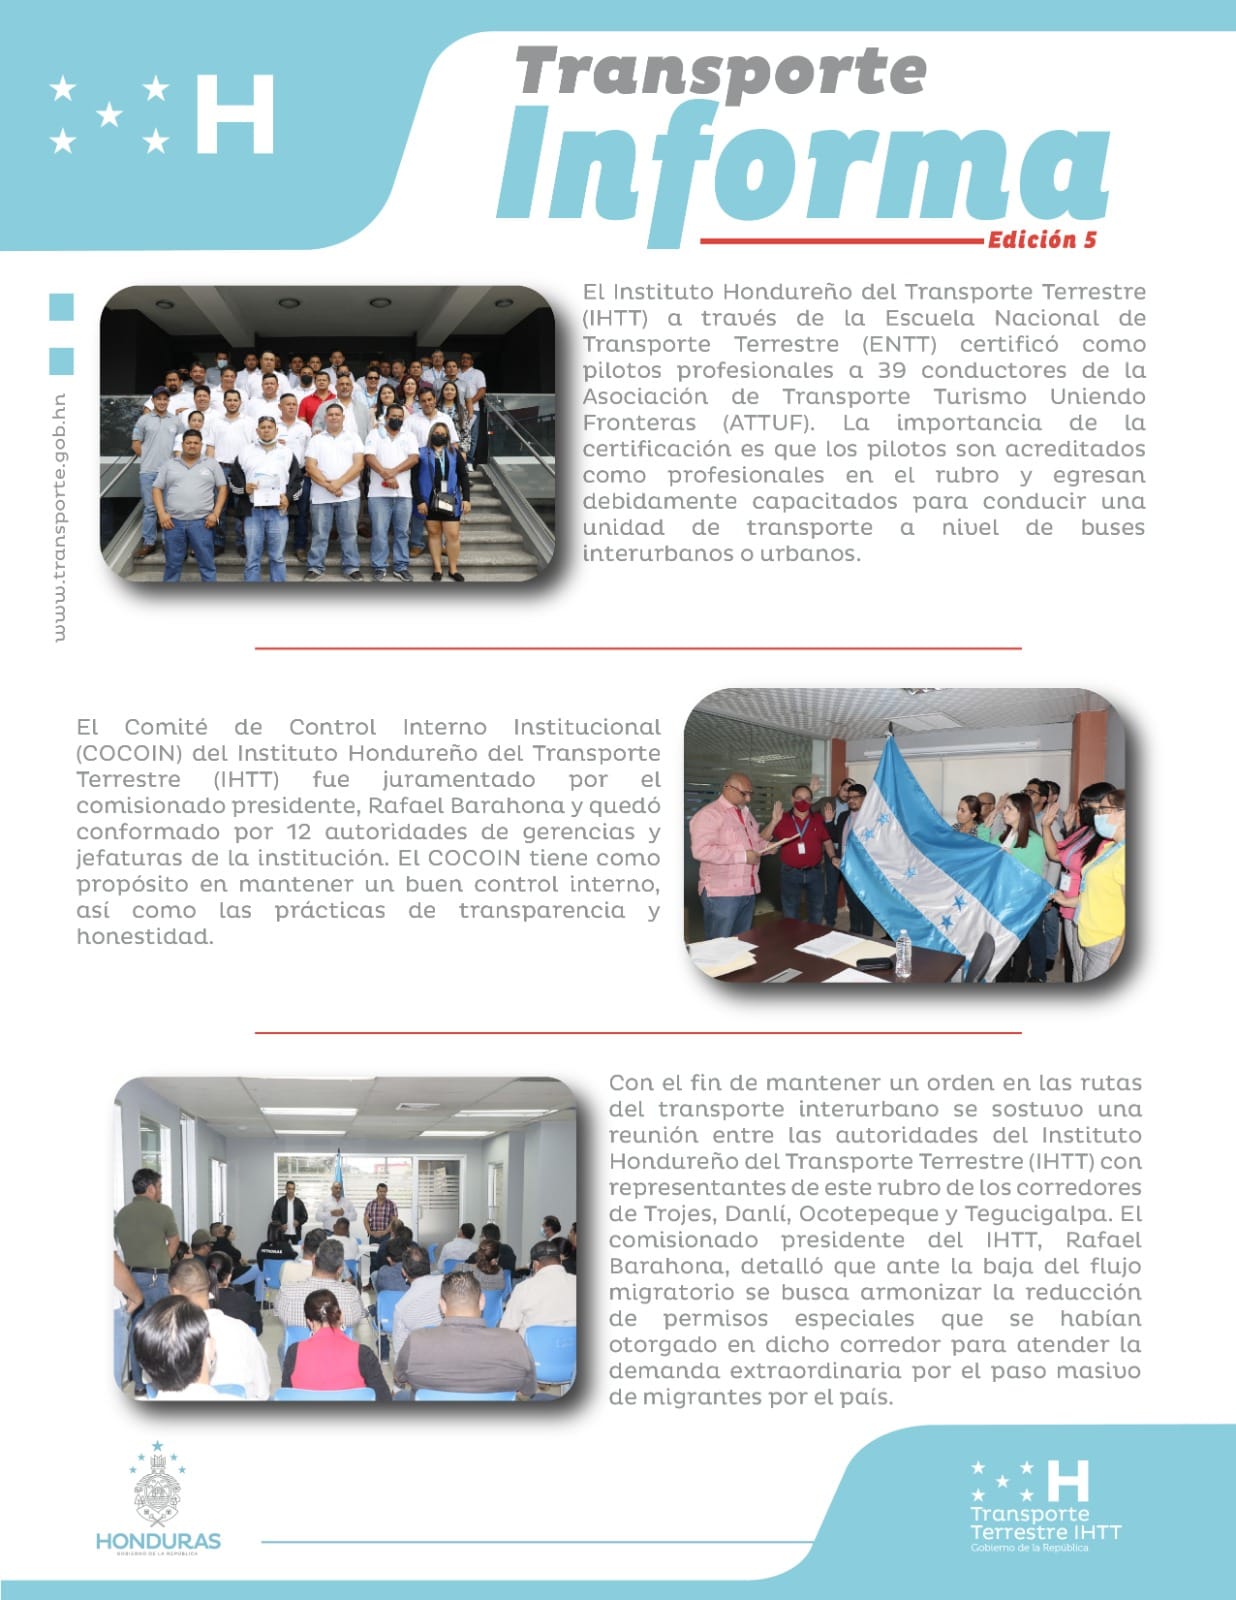 H
Transporte
Informa
Edición 5
www.transporte.gob.hn
El Instituto Hondureño del Transporte Terrestre
(IHTT) a través de la Escuela Nacional de
Transporte Terrestre (ENTT) certificó como
pilotos profesionales a 39 conductores de la
Asociación de Transporte Turismo Uniendo
Fronteras (ATTUF). La importancia de la
certificación es que los pilotos son acreditados
como profesionales en el rubro y egresan
debidamente capacitados para conducir una
unidad de transporte a nivel de buses
interurbanos o urbanos.
El Comité de Control Interno Institucional
(COCOIN) del Instituto Hondureño del Transporte
Terrestre (IHTT) fue juramentado por el
comisionado presidente, Rafael Barahona y quedó
conformado por 12 autoridades de gerencias y
jefaturas de la institución. El COCOIN tiene como
propósito en mantener un buen control interno,
así como las prácticas de transparencia y
honestidad.
Con el fin de mantener un orden en las rutas
del transporte interurbano se sostuvo una
reunión entre las autoridades del Instituto
Hondureño del Transporte Terrestre (IHTT) con
representantes de este rubro de los corredores
de Trojes, Danlí, Ocotepeque y Tegucigalpa. El
comisionado presidente del IHTT, Rafael
Barahona, detalló que ante la baja del flujo
migratorio se busca armonizar la reducción
de permisos especiales que se habían
otorgado en dicho corredor para atender la
demanda extraordinaria por el paso masivo
de migrantes por el país.
HONDURAS
GOBIERNO DE LA REPÚBLICA
H
Transporte
Terrestre IHTT
Gobierno de la República